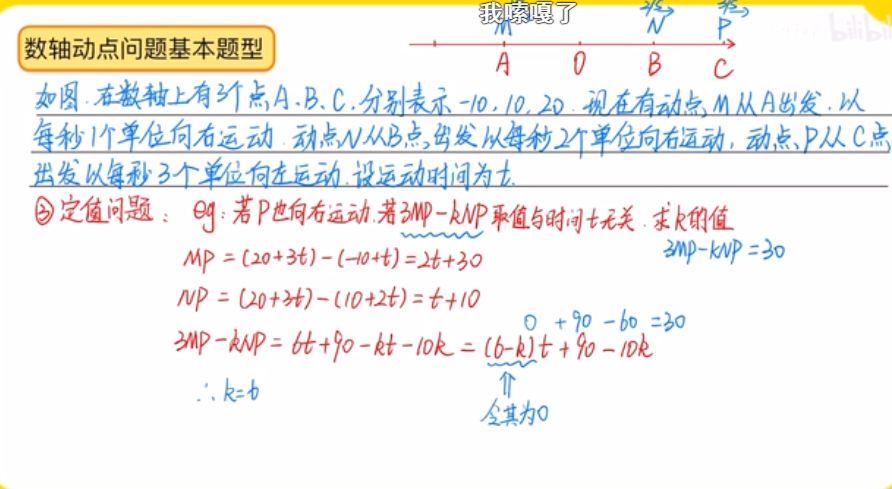 我嗦嘎了
数轴动点问题基本题型
M N P
A O B C
bilibili
如图.在数轴上有3个点A、B、C.分别表示-10,10,20.现在有动点M从A出发.以
每秒1个单位向右运动.动点N从B点出发以每秒2个单位向右运动,动点P从C点
出发以每秒3个单位向左运动.设运动时间为t.
③定值问题: eg:若P也向右运动.若3MP-kNP取值与时间t无关.求k的值
MP=(20+3t)-(-10+t)=2t+30
3MP-kNP=30
NP=(20+3t)-(10+2t)=t+10
0 +90 -60 =30
3MP-kNP=6t+90-kt-10k=(6-k)t+90-10k
∴k=6
令其为0